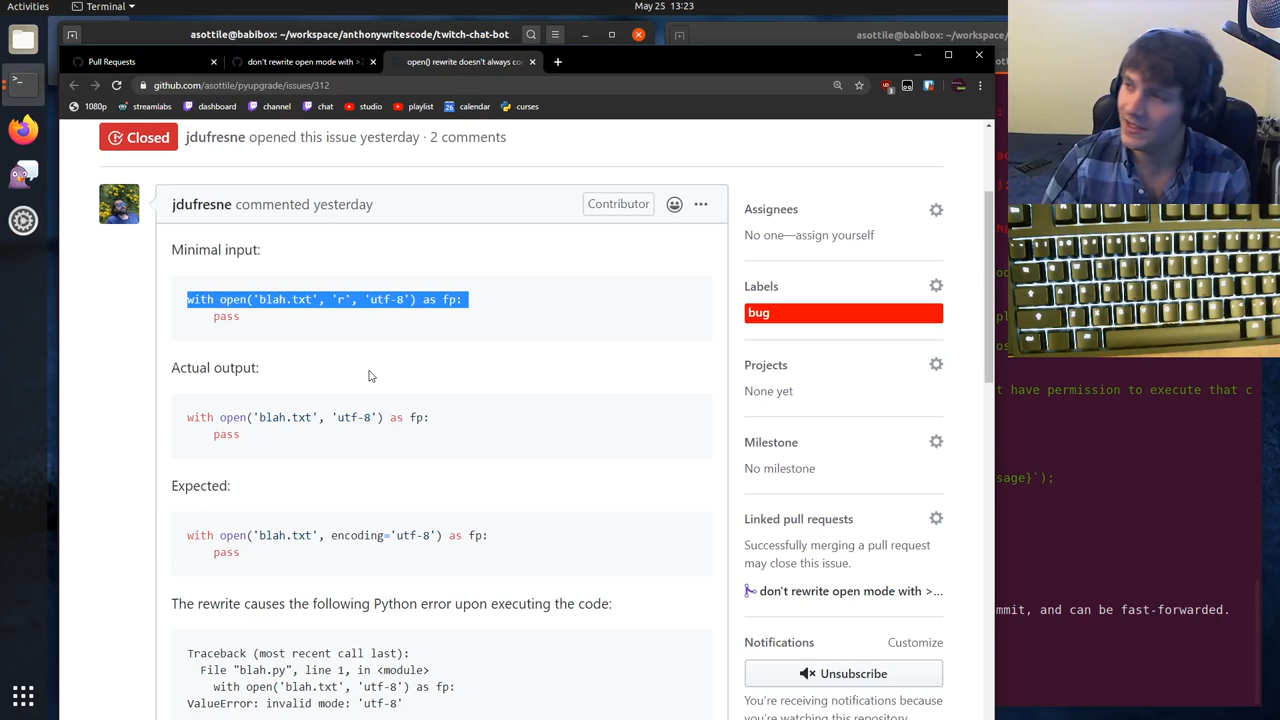 Activities
Terminal
May 25 13:23
asottile@babibox: ~/workspace/anthonywritescode/twitch-chat-bot
asottile@babibox: ~/workspace/
Pull Requests
don't rewrite open mode with >
open() rewrite doesn't always co
github.com/asottile/pyupgrade/issues/312
1080p
streamlabs
dashboard
channel
chat
studio
playlist
calendar
curses
Closed
jdufresne opened this issue yesterday · 2 comments
jdufresne commented yesterday
Contributor
Minimal input:
with open('blah.txt', 'r', 'utf-8') as fp:
pass
Actual output:
with open('blah.txt', 'utf-8') as fp:
pass
Expected:
with open('blah.txt', encoding='utf-8') as fp:
pass
The rewrite causes the following Python error upon executing the code:
Traceback (most recent call last):
File "blah.py", line 1, in <module>
with open('blah.txt', 'utf-8') as fp:
ValueError: invalid mode: 'utf-8'
Assignees
No one—assign yourself
Labels
bug
Projects
None yet
Milestone
No milestone
Linked pull requests
Successfully merging a pull request
may close this issue.
don't rewrite open mode with >...
Notifications
Customize
Unsubscribe
You're receiving notifications because
you're watching this repository.
t have permission to execute that c
sage}`);
mmit, and can be fast-forwarded.